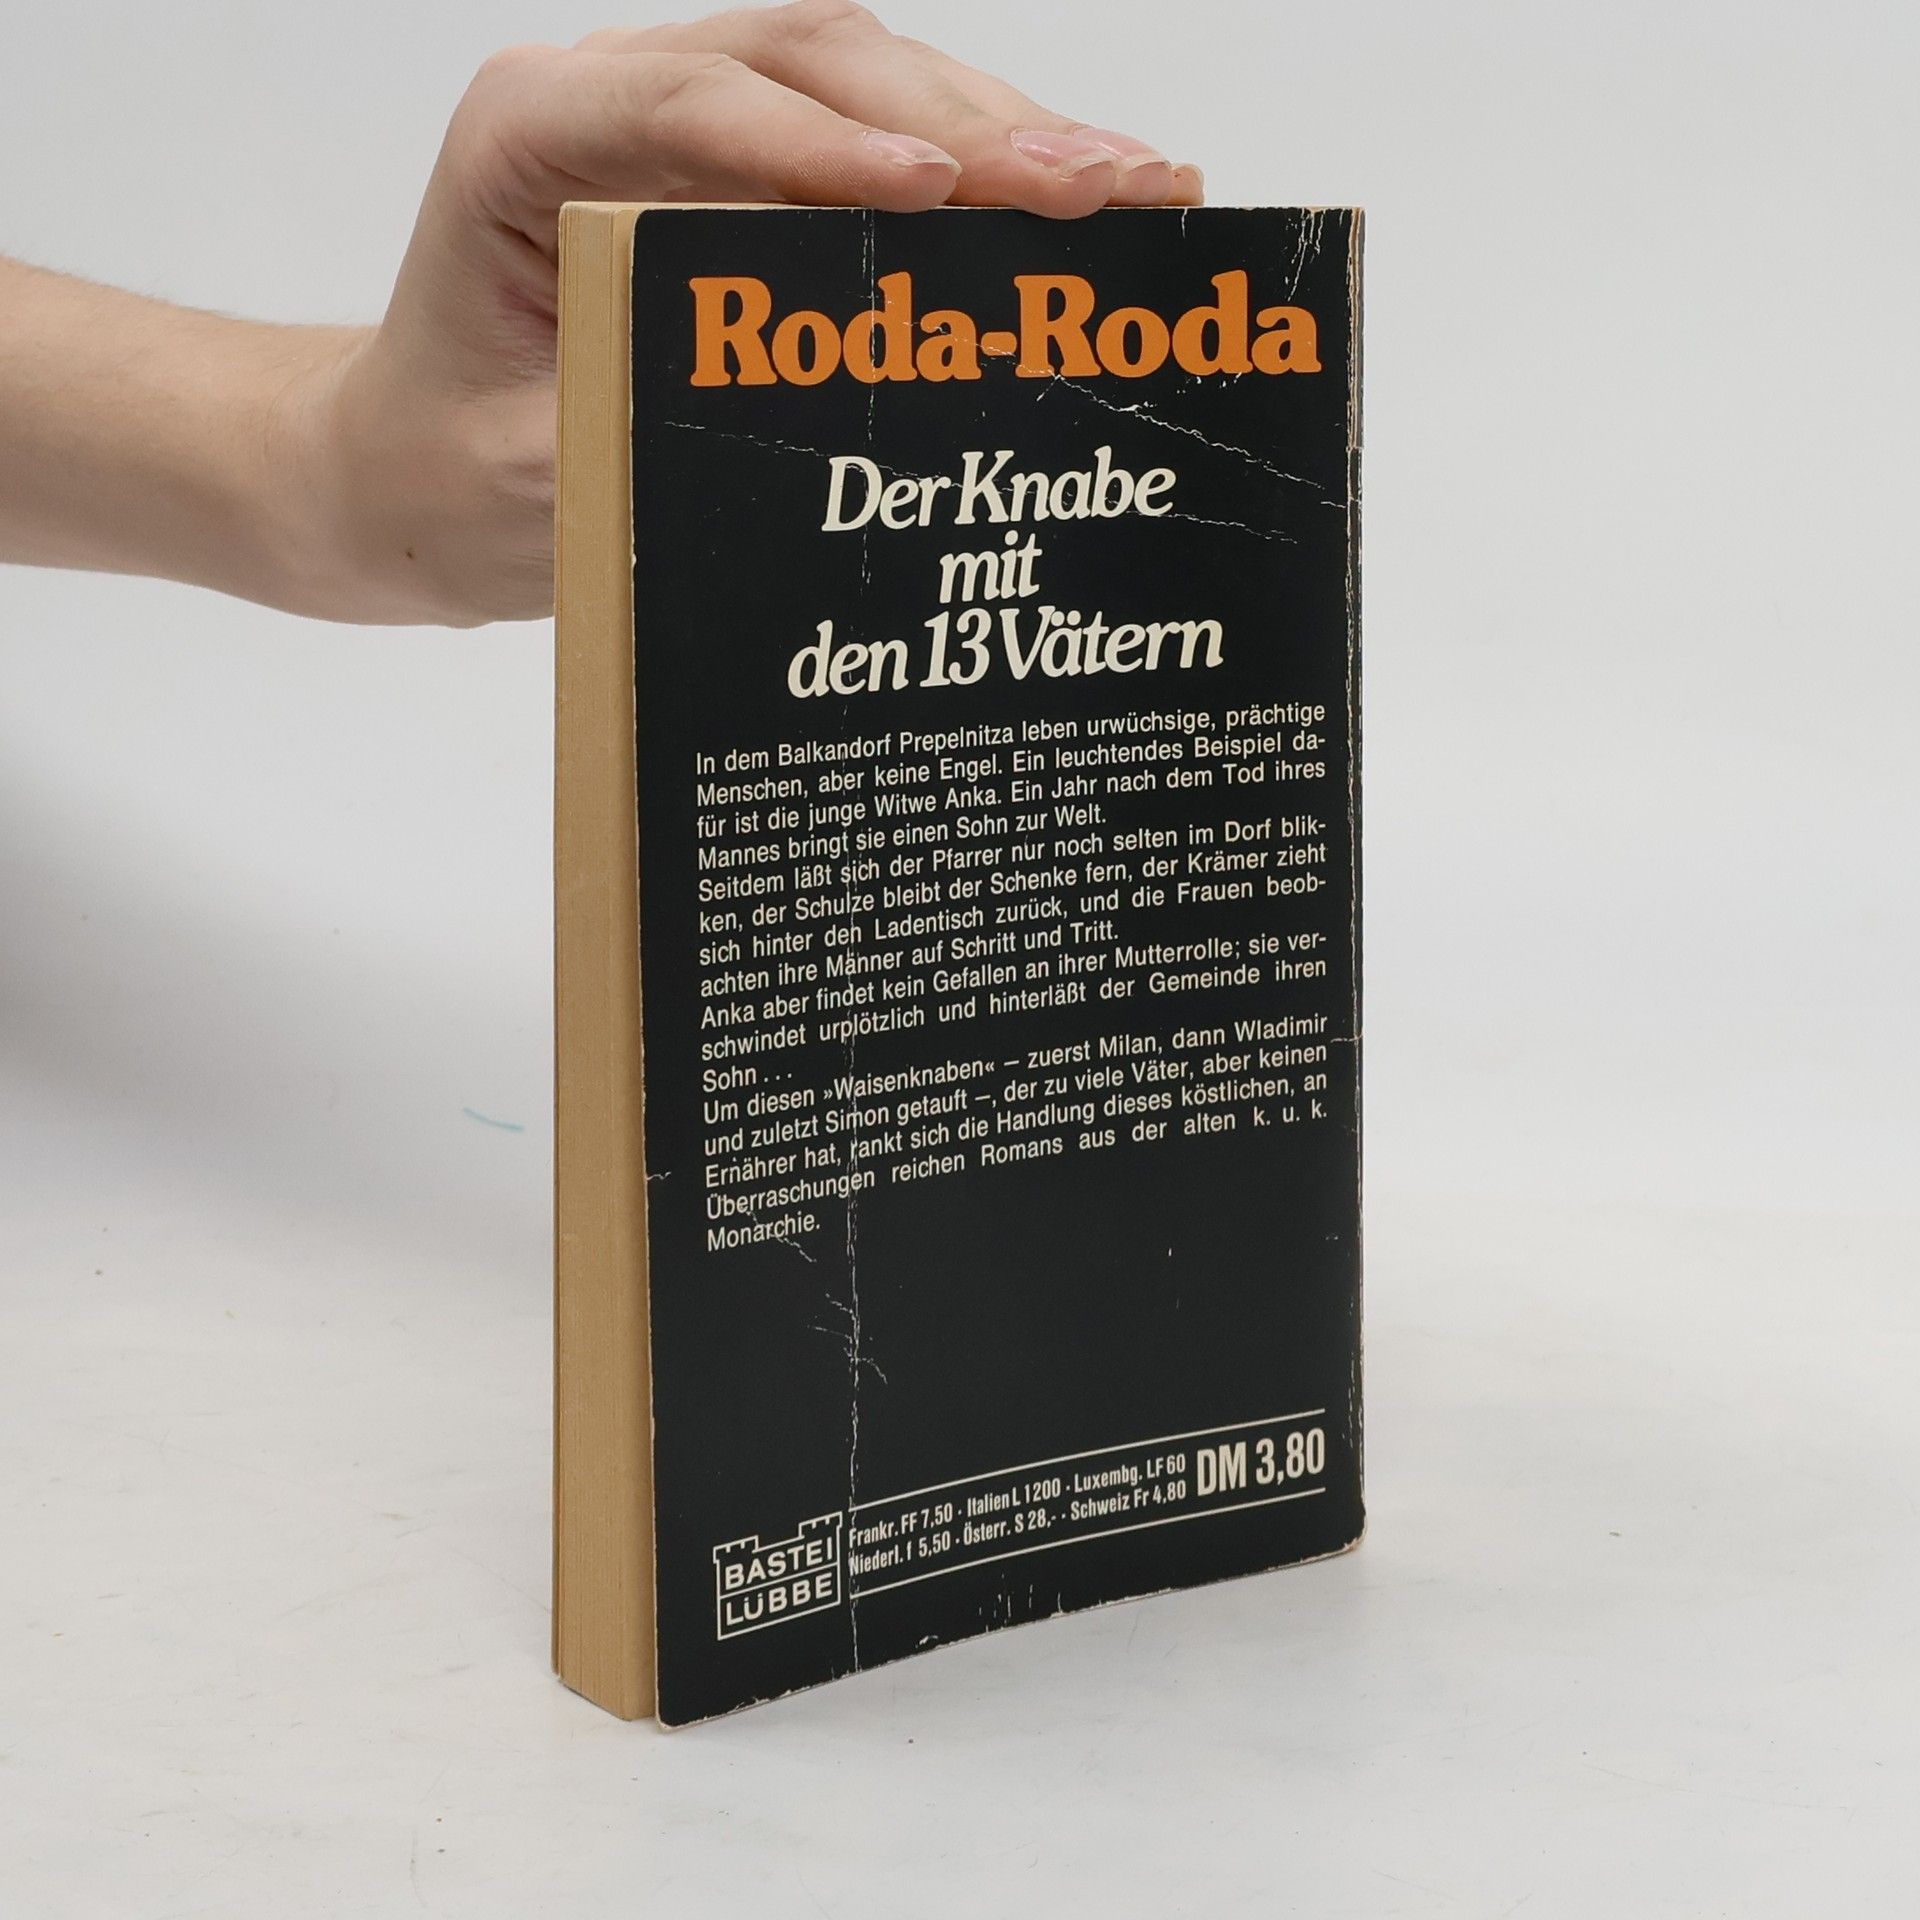 Roda-Roda
Der Knabe
mit
den 13 Vätern
In dem Balkandorf Prepelnitza leben urwüchsige, prächtige
Menschen, aber keine Engel. Ein leuchtendes Beispiel da-
für ist die junge Witwe Anka. Ein Jahr nach dem Tod ihres
Mannes bringt sie einen Sohn zur Welt.
Seitdem läßt sich der Pfarrer nur noch selten im Dorf blik-
ken, der Schulze bleibt der Schenke fern, der Krämer zieht
sich hinter den Ladentisch zurück, und die Frauen beob-
achten ihre Männer auf Schritt und Tritt.
Anka aber findet kein Gefallen an ihrer Mutterrolle; sie ver-
schwindet urplötzlich und hinterläßt der Gemeinde ihren
Sohn . . .
Um diesen »Waisenknaben« – zuerst Milan, dann Wladimir
und zuletzt Simon getauft –, der zu viele Väter, aber keinen
Ernährer hat, rankt sich die Handlung dieses köstlichen, an
Überraschungen reichen Romans aus der alten k. u. k.
Monarchie.
BASTEI
LÜBBE
Frankr. FF 7,50 · Italien L 1200 · Luxembg. LF 60
Niederl. f 5,50 · Österr. S 28,- · Schweiz Fr 4,80
DM 3,80